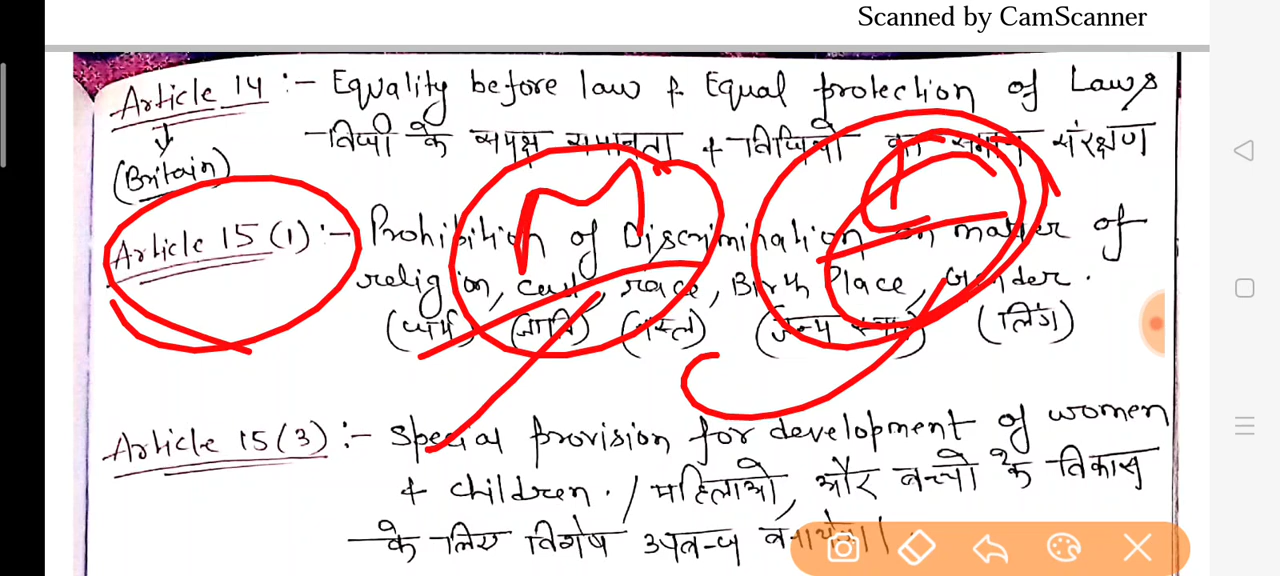 Scanned by CamScanner
Article 14 :- Equality before law & Equal protection of Laws
विधी के समक्ष समानता + विधियो का समान संरक्षण
(Britain)
Article 15 (1) :- Prohibition of Discrimination on matter of
religion, cast, race, Birth Place, Gender.
(धर्म) (जाति) (नस्ल) (जन्म स्थान) (लिंग)
Article 15 (3) :- Special provision for development of women
+ children. / महिलाओ, और बच्चो के विकास
के लिए विशेष उपबन्ध